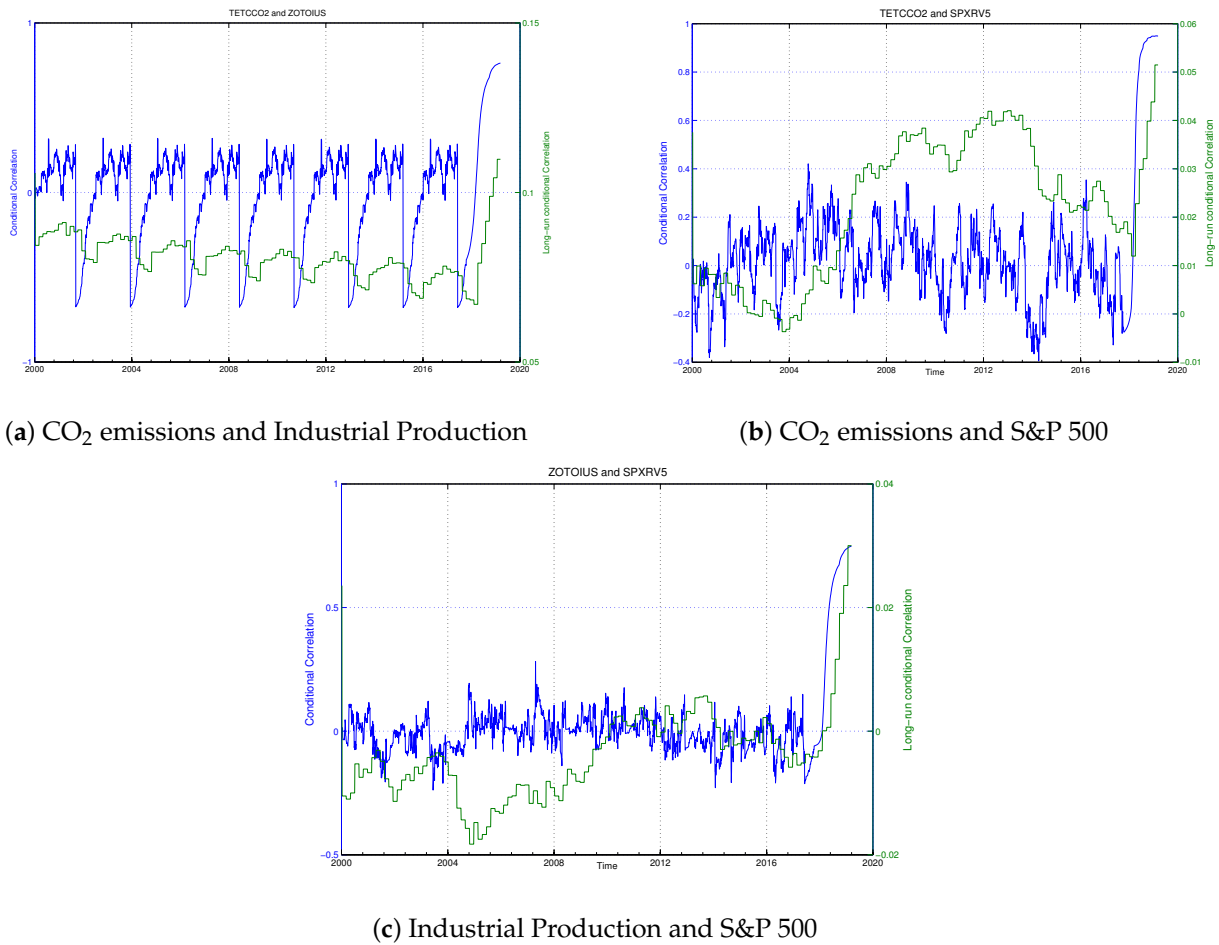 TETCCO2 and ZOTOIUS
1
0
−1
Conditional Correlation
0.15
0.1
0.05
Long−run conditional Correlation
2000 2004 2008 2012 2016 2020
(a) CO2 emissions and Industrial Production
TETCCO2 and SPXRV5
1
0.8
0.6
0.4
0.2
0
−0.2
−0.4
Conditional Correlation
0.06
0.05
0.04
0.03
0.02
0.01
0
−0.01
Long−run conditional Correlation
2000 2004 2008 2012 2016 2020
Time
(b) CO2 emissions and S&P 500
ZOTOIUS and SPXRV5
1
0.5
0
−0.5
Conditional Correlation
0.04
0.02
0
−0.02
Long−run conditional Correlation
2000 2004 2008 2012 2016 2020
Time
(c) Industrial Production and S&P 500